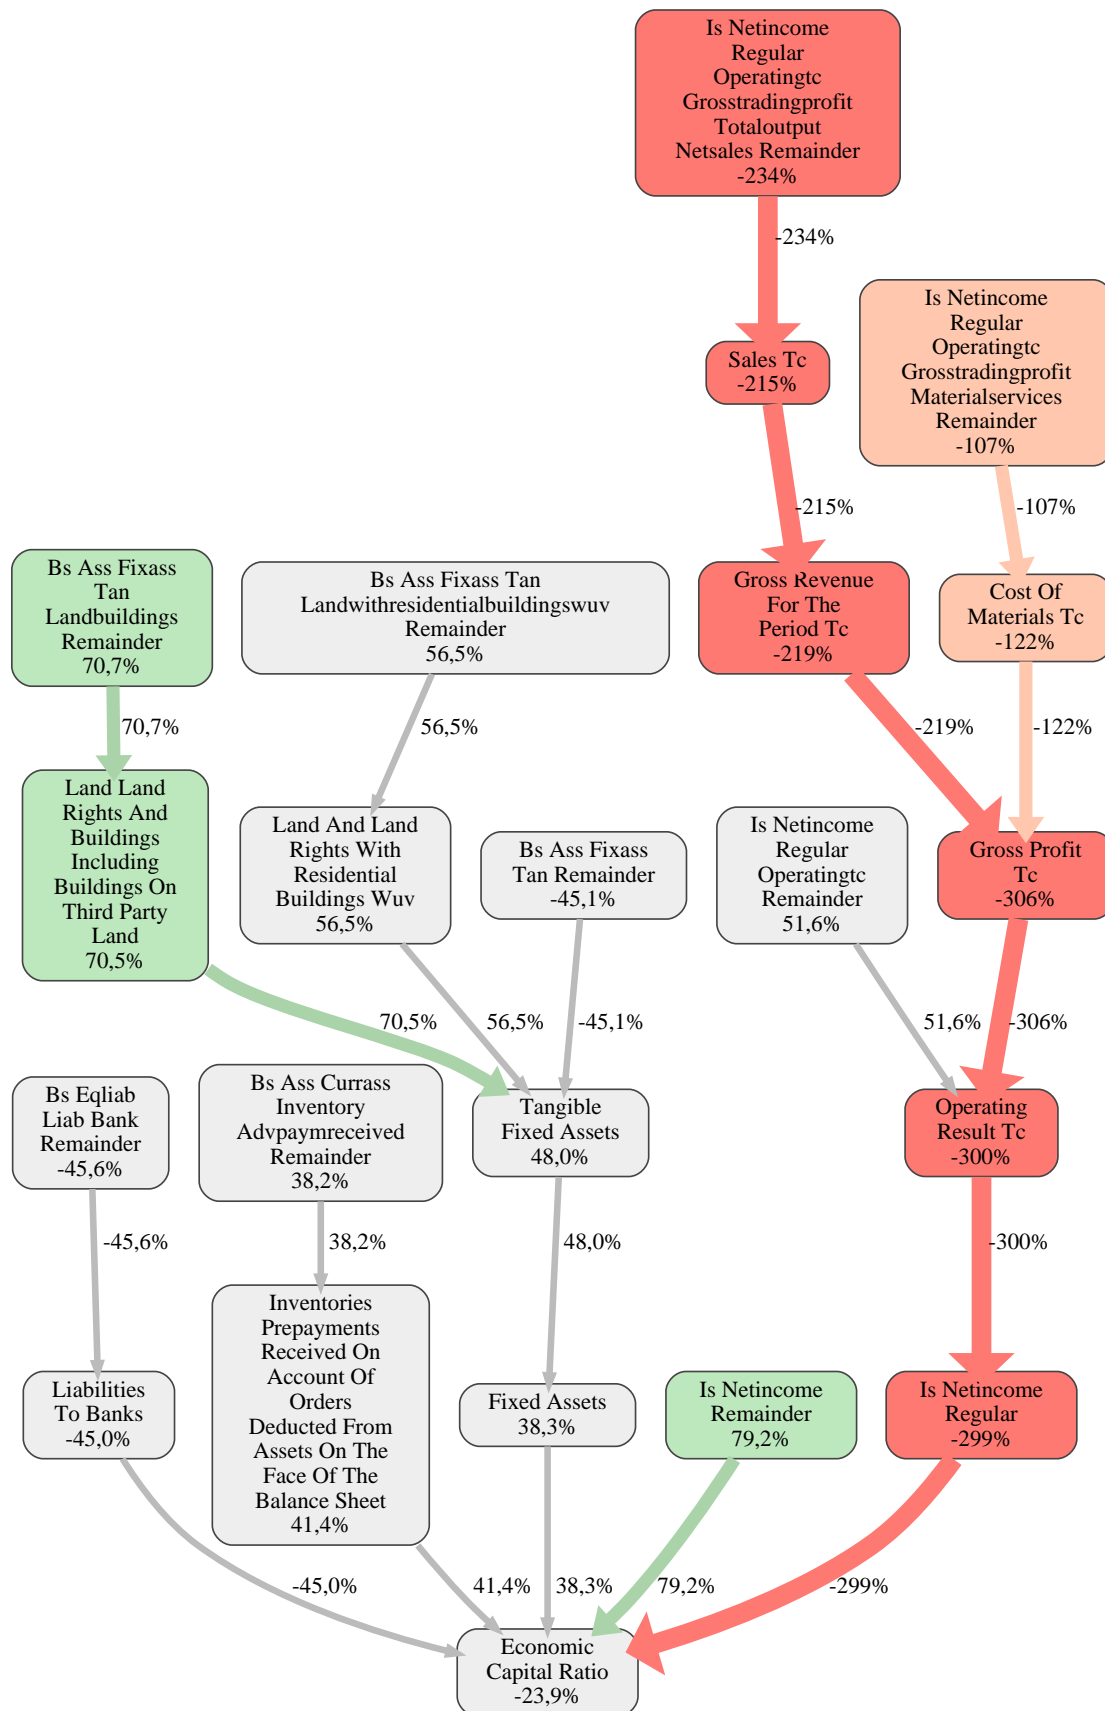 Is Netincome
Regular
Operatingtc
Grosstradingprofit
Totaloutput
Netsales Remainder
-234%
-234%
Sales Tc
-215%
-215%
Is Netincome
Regular
Operatingtc
Grosstradingprofit
Materialservices
Remainder
-107%
-107%
Bs Ass Fixass
Tan
Landbuildings
Remainder
70,7%
70,7%
Bs Ass Fixass Tan
Landwithresidentialbuildingswuv
Remainder
56,5%
56,5%
Gross Revenue
For The
Period Tc
-219%
-219%
Cost Of
Materials Tc
-122%
-122%
Land Land
Rights And
Buildings
Including
Buildings On
Third Party
Land
70,5%
70,5%
Land And Land
Rights With
Residential
Buildings Wuv
56,5%
56,5%
Bs Ass Fixass
Tan Remainder
-45,1%
-45,1%
Is Netincome
Regular
Operatingtc
Remainder
51,6%
51,6%
Gross Profit
Tc
-306%
-306%
Bs Eqliab
Liab Bank
Remainder
-45,6%
-45,6%
Bs Ass Currass
Inventory
Advpaymreceived
Remainder
38,2%
38,2%
Tangible
Fixed Assets
48,0%
48,0%
Operating
Result Tc
-300%
-300%
Liabilities
To Banks
-45,0%
-45,0%
Inventories
Prepayments
Received On
Account Of
Orders
Deducted From
Assets On The
Face Of The
Balance Sheet
41,4%
41,4%
Fixed Assets
38,3%
38,3%
Is Netincome
Remainder
79,2%
79,2%
Is Netincome
Regular
-299%
-299%
Economic
Capital Ratio
-23,9%